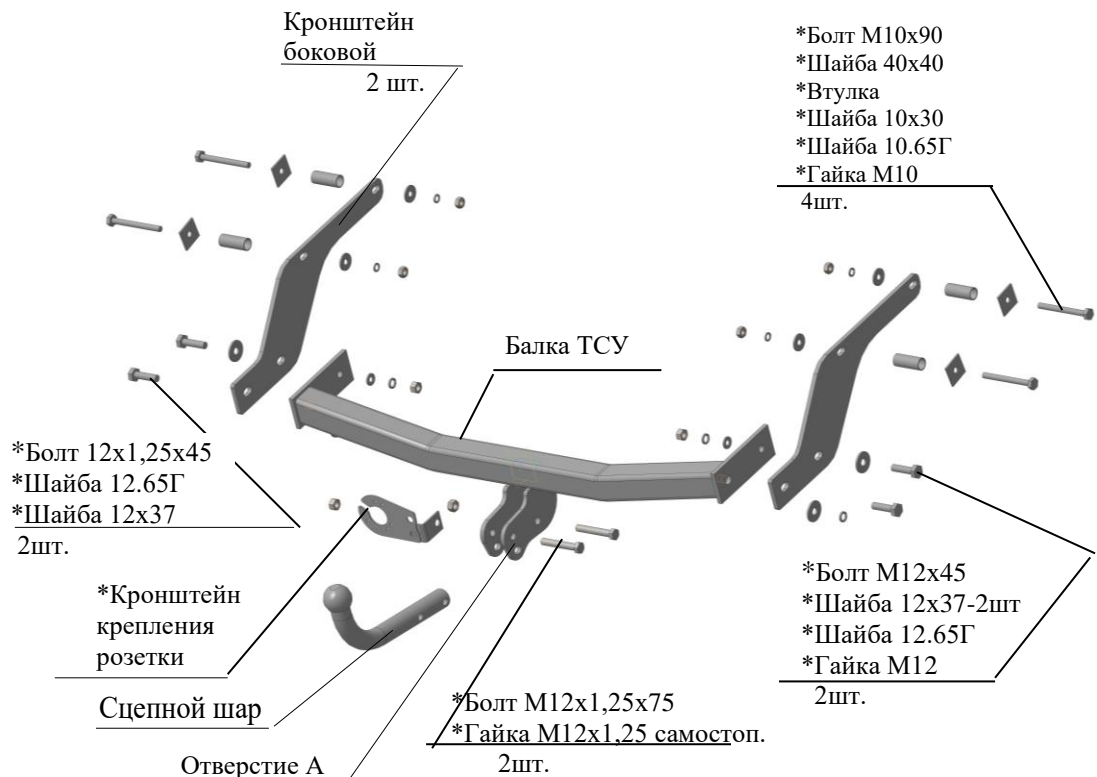 Кронштейн
боковой
2 шт.
*Болт М10х90
*Шайба 40х40
*Втулка
*Шайба 10х30
*Шайба 10.65Г
*Гайка М10
4шт.
Балка ТСУ
*Болт 12х1,25х45
*Шайба 12.65Г
*Шайба 12х37
2шт.
*Кронштейн
крепления
розетки
Сцепной шар
Отверстие А
*Болт М12х1,25х75
*Гайка М12х1,25 самостоп.
2шт.
*Болт М12х45
*Шайба 12х37-2шт
*Шайба 12.65Г
*Гайка М12
2шт.